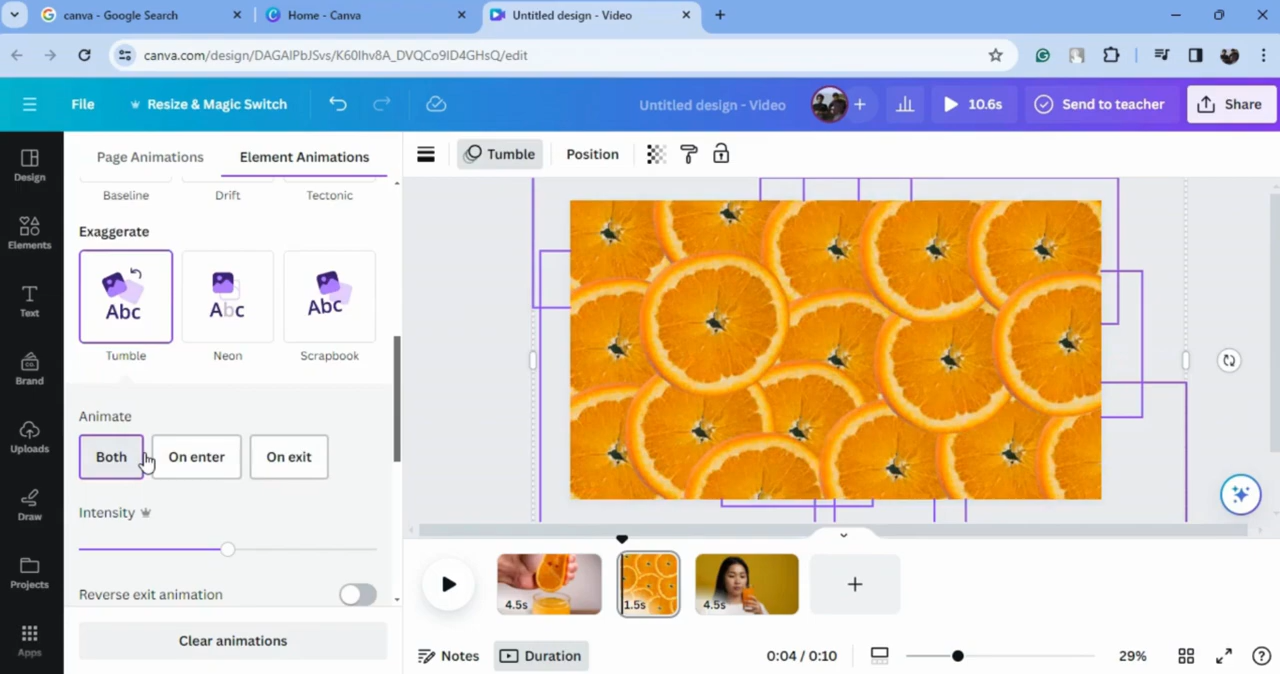 canva - Google Search
Home - Canva
Untitled design - Video
canva.com/design/DAGAIPbJSvs/K60Ihv8A_DVQCo9ID4GHsQ/edit
File
Resize & Magic Switch
Untitled design - Video
10.6s
Send to teacher
Share
Design
Elements
Text
Brand
Uploads
Draw
Projects
Apps
Page Animations
Element Animations
Baseline
Drift
Tectonic
Exaggerate
Abc
Abc
Abc
Tumble
Neon
Scrapbook
Animate
Both
On enter
On exit
Intensity
Reverse exit animation
Clear animations
Tumble
Position
4.5s
1.5s
4.5s
Notes
Duration
0:04 / 0:10
29%